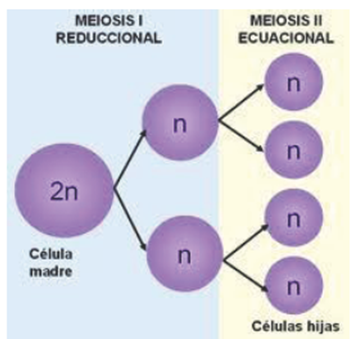 MEIOSIS I
REDUCCIONAL
MEIOSIS II
ECUACIONAL
2n
Célula
madre
n
n
n
n
n
n
Células hijas